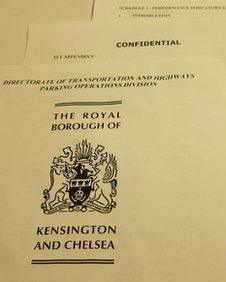 SCHEDULE 2 - PERFORMANCE INDICATORS
1. INTRODUCTION
CONFIDENTIAL
ITT APPENDIX 9
DIRECTORATE OF TRANSPORTATION AND HIGHWAYS
PARKING OPERATIONS DIVISION
THE ROYAL
BOROUGH OF
KENSINGTON
AND CHELSEA